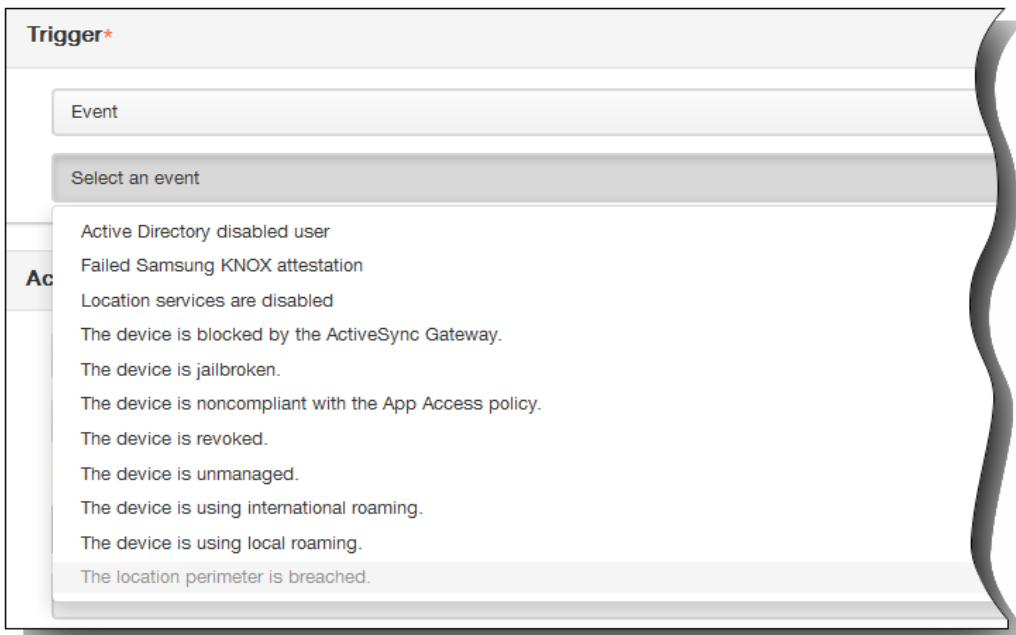 Trigger*
Event
Select an event
Active Directory disabled user
Failed Samsung KNOX attestation
Location services are disabled
The device is blocked by the ActiveSync Gateway.
The device is jailbroken.
The device is noncompliant with the App Access policy.
The device is revoked.
The device is unmanaged.
The device is using international roaming.
The device is using local roaming.
The location perimeter is breached.
Ac